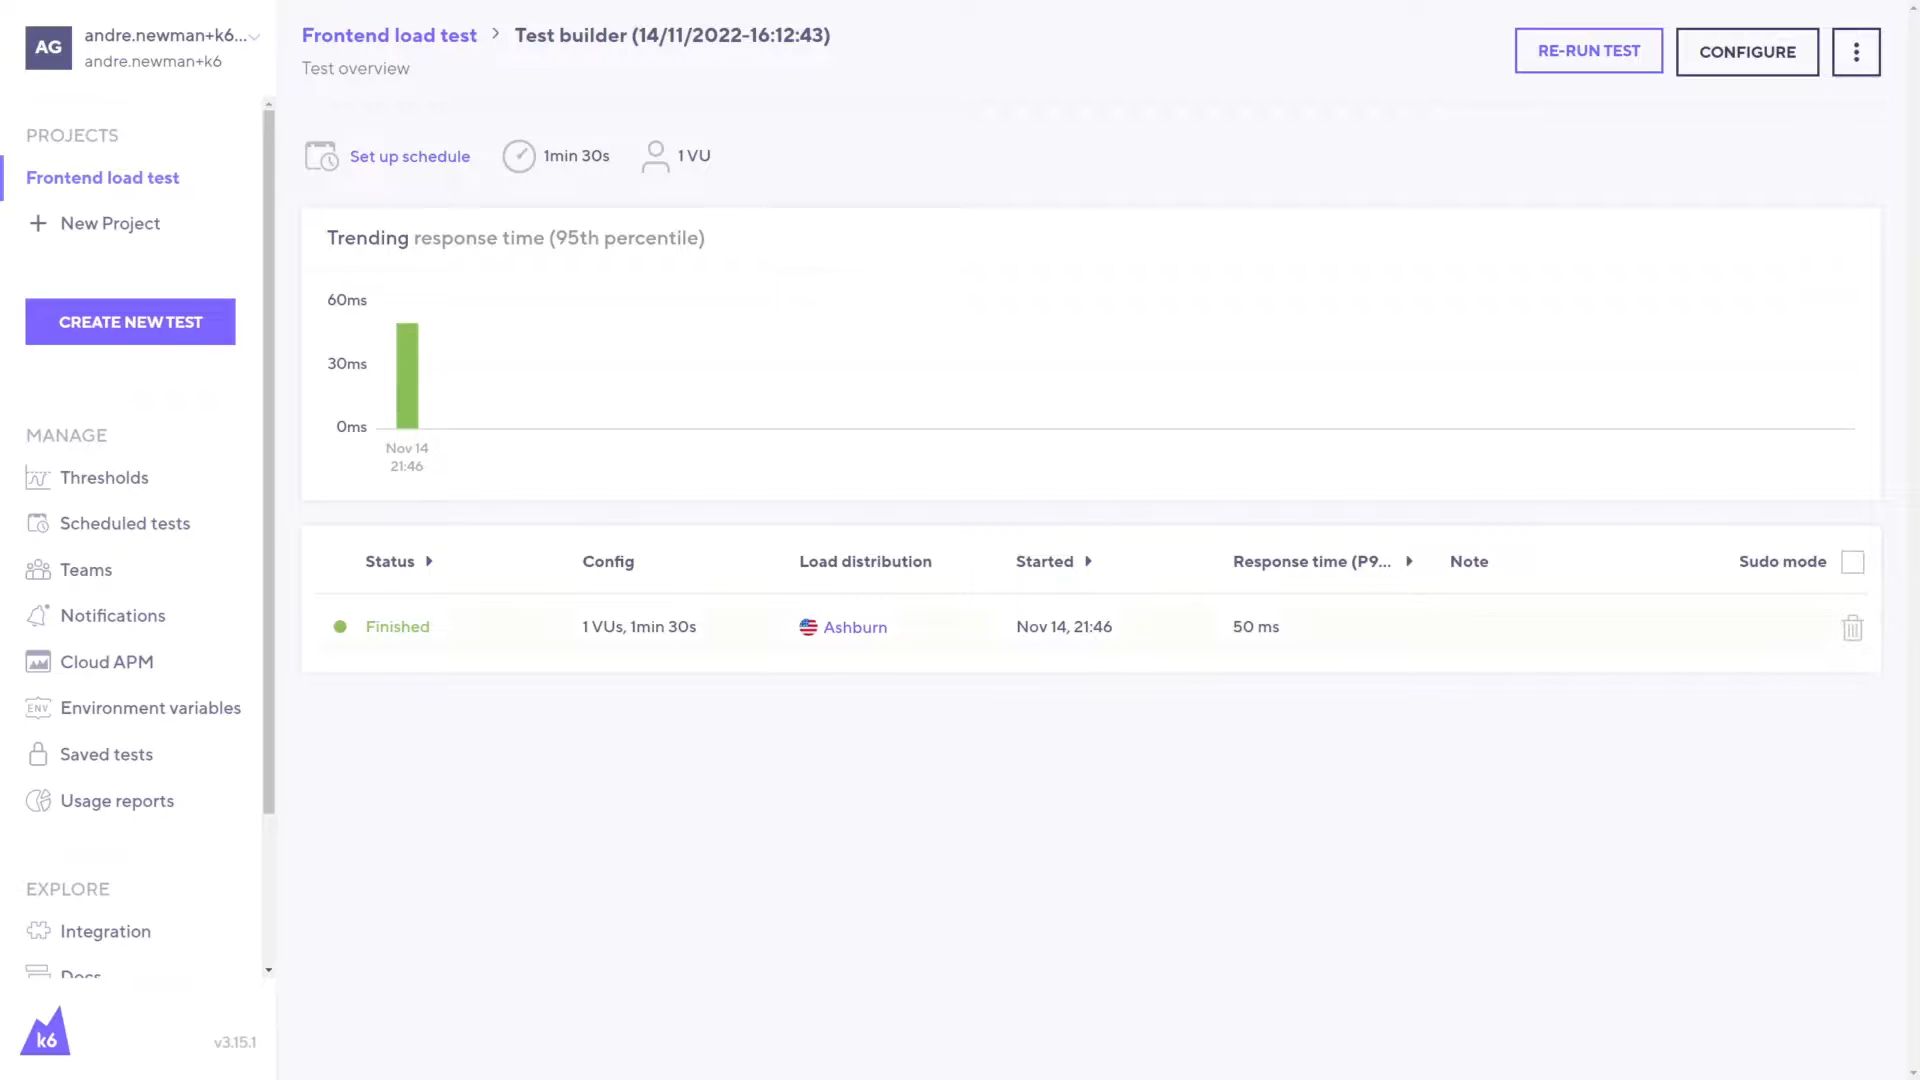 AG
andre.newman+k6...
andre.newman+k6
PROJECTS
Frontend load test
New Project
CREATE NEW TEST
MANAGE
Thresholds
Scheduled tests
Teams
Notifications
Cloud APM
ENV Environment variables
Saved tests
Usage reports
EXPLORE
Integration
Docs
k6
v3.15.1
Frontend load test > Test builder (14/11/2022-16:12:43)
Test overview
RE-RUN TEST
CONFIGURE
Set up schedule
1min 30s
1 VU
Trending response time (95th percentile)
60ms
30ms
0ms
Nov 14
21:46
Status Config Load distribution Started Response time (P9... Note Sudo mode
Finished 1 VUs, 1min 30s Ashburn Nov 14, 21:46 50 ms